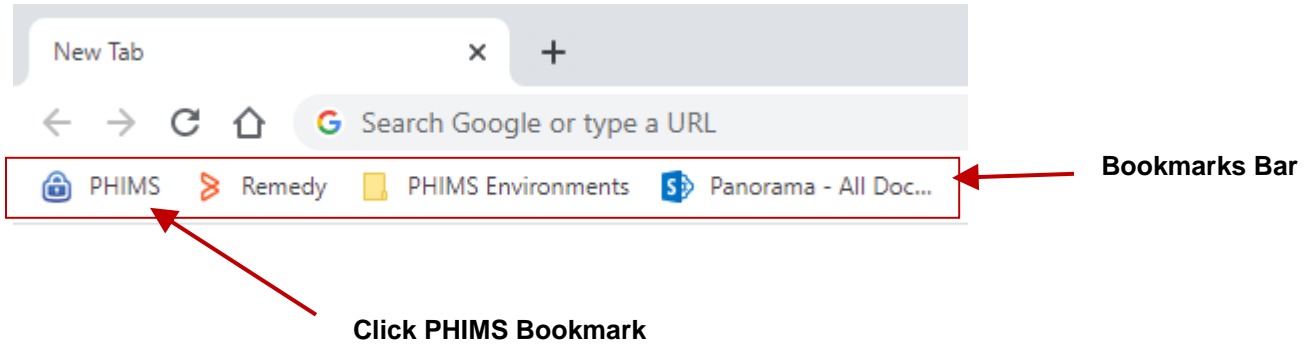 New Tab
Search Google or type a URL
PHIMS Remedy PHIMS Environments Panorama - All Doc...
Bookmarks Bar
Click PHIMS Bookmark